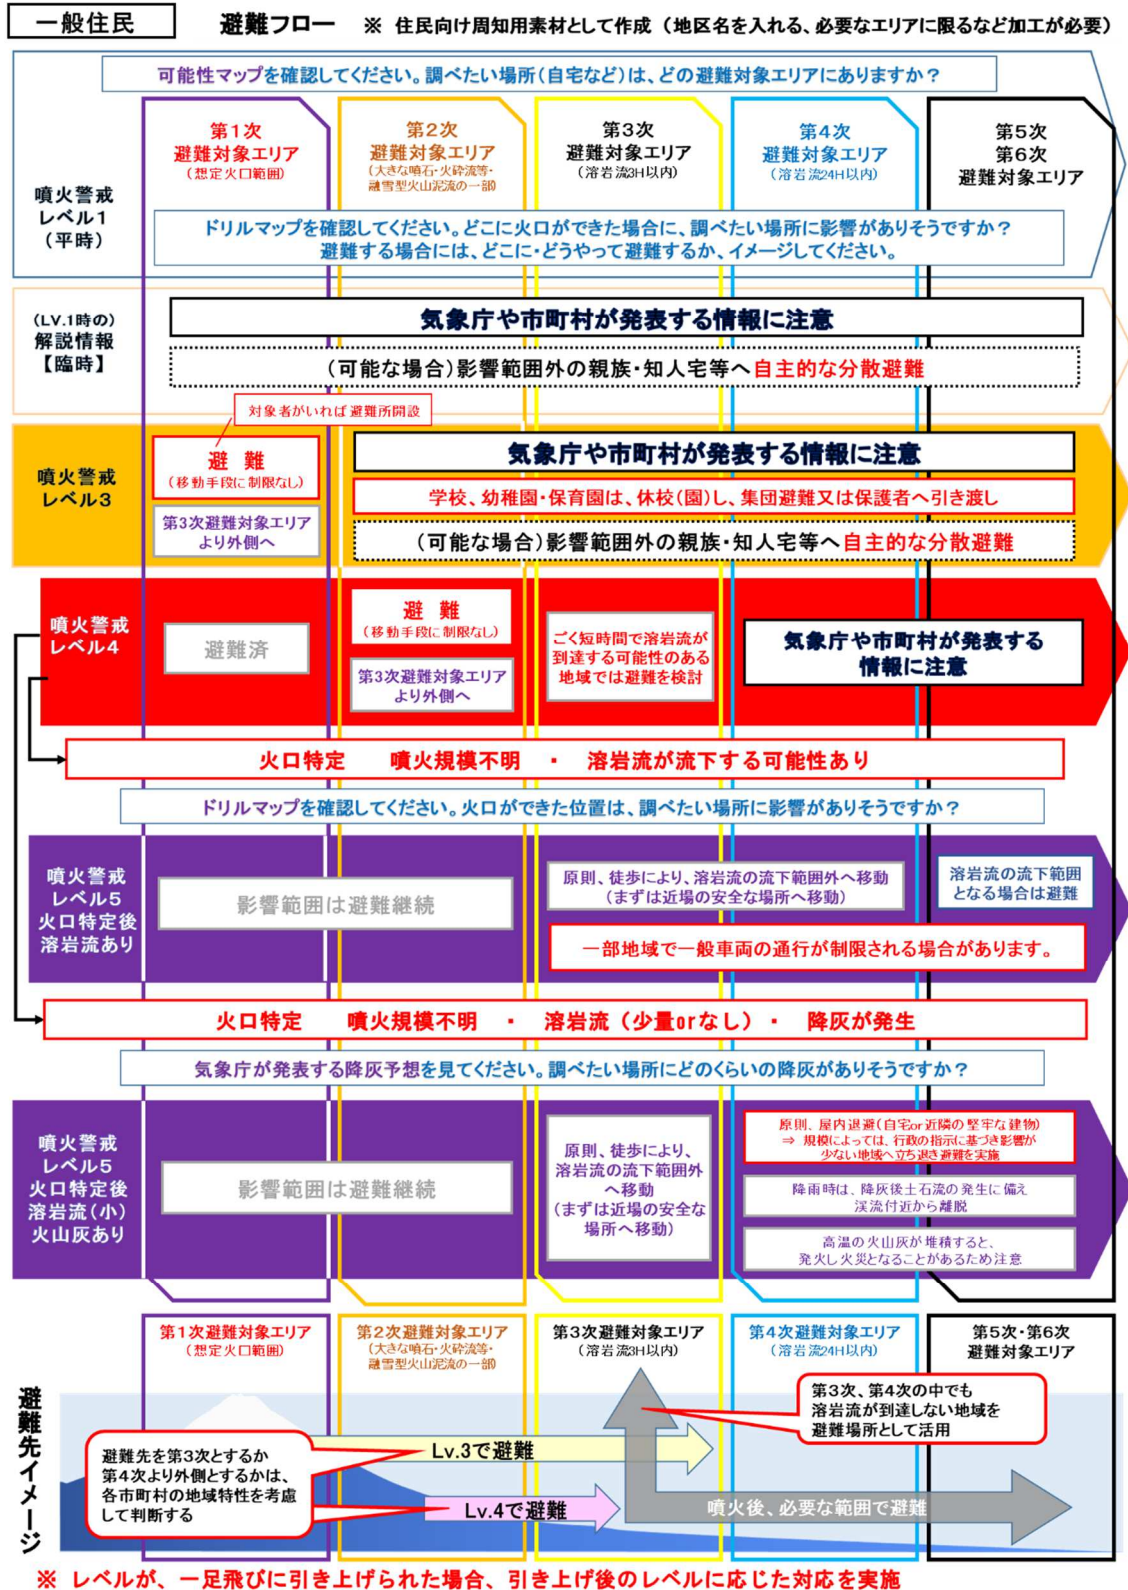 一般住民
避難フロー ※ 住民向け周知用素材として作成（地区名を入れる、必要なエリアに限るなど加工が必要）
可能性マップを確認してください。調べたい場所（自宅など）は、どの避難対象エリアにありますか？
噴火警戒
レベル1
（平時）
第1次
避難対象エリア
（想定火口範囲）
第2次
避難対象エリア
（大きな噴石・火砕流等・
融雪型火山泥流の一部）
第3次
避難対象エリア
（溶岩流3H以内）
第4次
避難対象エリア
（溶岩流24H以内）
第5次
第6次
避難対象エリア
ドリルマップを確認してください。どこに火口ができた場合に、調べたい場所に影響がありそうですか？
避難する場合には、どこに・どうやって避難するか、イメージしてください。
（LV.1時の）
解説情報
【臨時】
気象庁や市町村が発表する情報に注意
（可能な場合）影響範囲外の親族・知人宅等へ自主的な分散避難
対象者がいれば避難所開設
噴火警戒
レベル3
避 難
（移動手段に制限なし）
第3次避難対象エリア
より外側へ
気象庁や市町村が発表する情報に注意
学校、幼稚園・保育園は、休校（園）し、集団避難又は保護者へ引き渡し
（可能な場合）影響範囲外の親族・知人宅等へ自主的な分散避難
噴火警戒
レベル4
避難済
避 難
（移動手段に制限なし）
第3次避難対象エリア
より外側へ
ごく短時間で溶岩流が
到達する可能性のある
地域では避難を検討
気象庁や市町村が発表する
情報に注意
火口特定 噴火規模不明 ・ 溶岩流が流下する可能性あり
ドリルマップを確認してください。火口ができた位置は、調べたい場所に影響がありそうですか？
噴火警戒
レベル5
火口特定後
溶岩流あり
影響範囲は避難継続
原則、徒歩により、溶岩流の流下範囲外へ移動
（まずは近場の安全な場所へ移動）
溶岩流の流下範囲
となる場合は避難
一部地域で一般車両の通行が制限される場合があります。
火口特定 噴火規模不明 ・ 溶岩流（少量orなし）・ 降灰が発生
気象庁が発表する降灰予想を見てください。調べたい場所にどのくらいの降灰がありそうですか？
噴火警戒
レベル5
火口特定後
溶岩流（小）
火山灰あり
影響範囲は避難継続
原則、徒歩により、
溶岩流の流下範囲外
へ移動
（まずは近場の安全な
場所へ移動）
原則、屋内退避（自宅or近隣の堅牢な建物）
⇒ 規模によっては、行政の指示に基づき影響が
少ない地域へ立ち退き避難を実施
降雨時は、降灰後土石流の発生に備え
渓流付近から離脱
高温の火山灰が堆積すると、
発火し火災となることがあるため注意
第1次避難対象エリア
（想定火口範囲）
第2次避難対象エリア
（大きな噴石・火砕流等・
融雪型火山泥流の一部）
第3次避難対象エリア
（溶岩流3H以内）
第4次避難対象エリア
（溶岩流24H以内）
第5次・第6次
避難対象エリア
避難先イメージ
第3次、第4次の中でも
溶岩流が到達しない地域を
避難場所として活用
避難先を第3次とするか
第4次より外側とするかは、
各市町村の地域特性を考慮
して判断する
Lv.3で避難
Lv.4で避難
噴火後、必要な範囲で避難
※ レベルが、一足飛びに引き上げられた場合、引き上げ後のレベルに応じた対応を実施